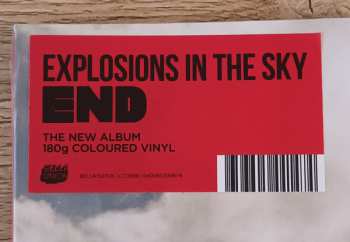 EXPLOSIONS IN THE SKY
END
THE NEW ALBUM
180g COLOURED VINYL